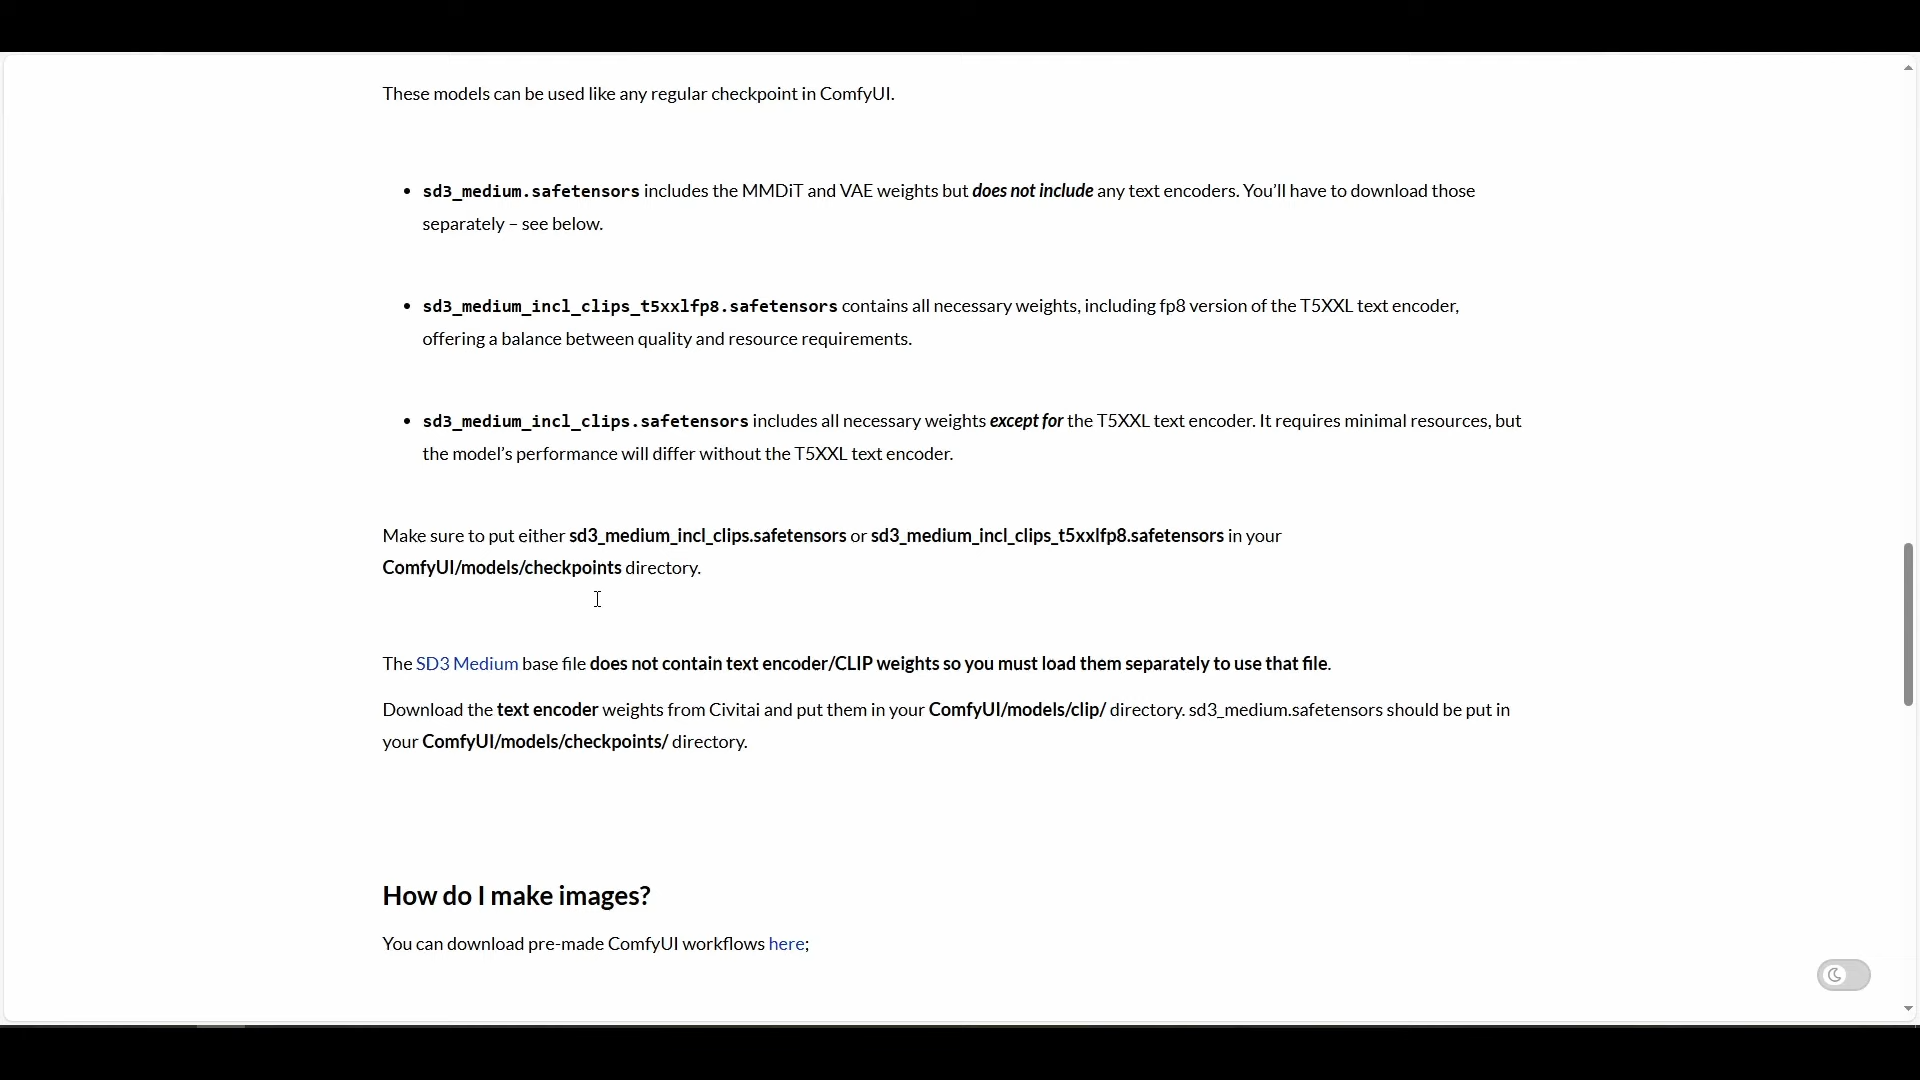 These models can be used like any regular checkpoint in ComfyUI.
• sd3_medium.safetensors includes the MMDiT and VAE weights but does not include any text encoders. You’ll have to download those
separately – see below.
• sd3_medium_incl_clips_t5xxlfp8.safetensors contains all necessary weights, including fp8 version of the T5XXL text encoder,
offering a balance between quality and resource requirements.
• sd3_medium_incl_clips.safetensors includes all necessary weights except for the T5XXL text encoder. It requires minimal resources, but
the model’s performance will differ without the T5XXL text encoder.
Make sure to put either sd3_medium_incl_clips.safetensors or sd3_medium_incl_clips_t5xxlfp8.safetensors in your
ComfyUI/models/checkpoints directory.
The SD3 Medium base file does not contain text encoder/CLIP weights so you must load them separately to use that file.
Download the text encoder weights from Civitai and put them in your ComfyUI/models/clip/ directory. sd3_medium.safetensors should be put in
your ComfyUI/models/checkpoints/ directory.
How do I make images?
You can download pre-made ComfyUI workflows here;